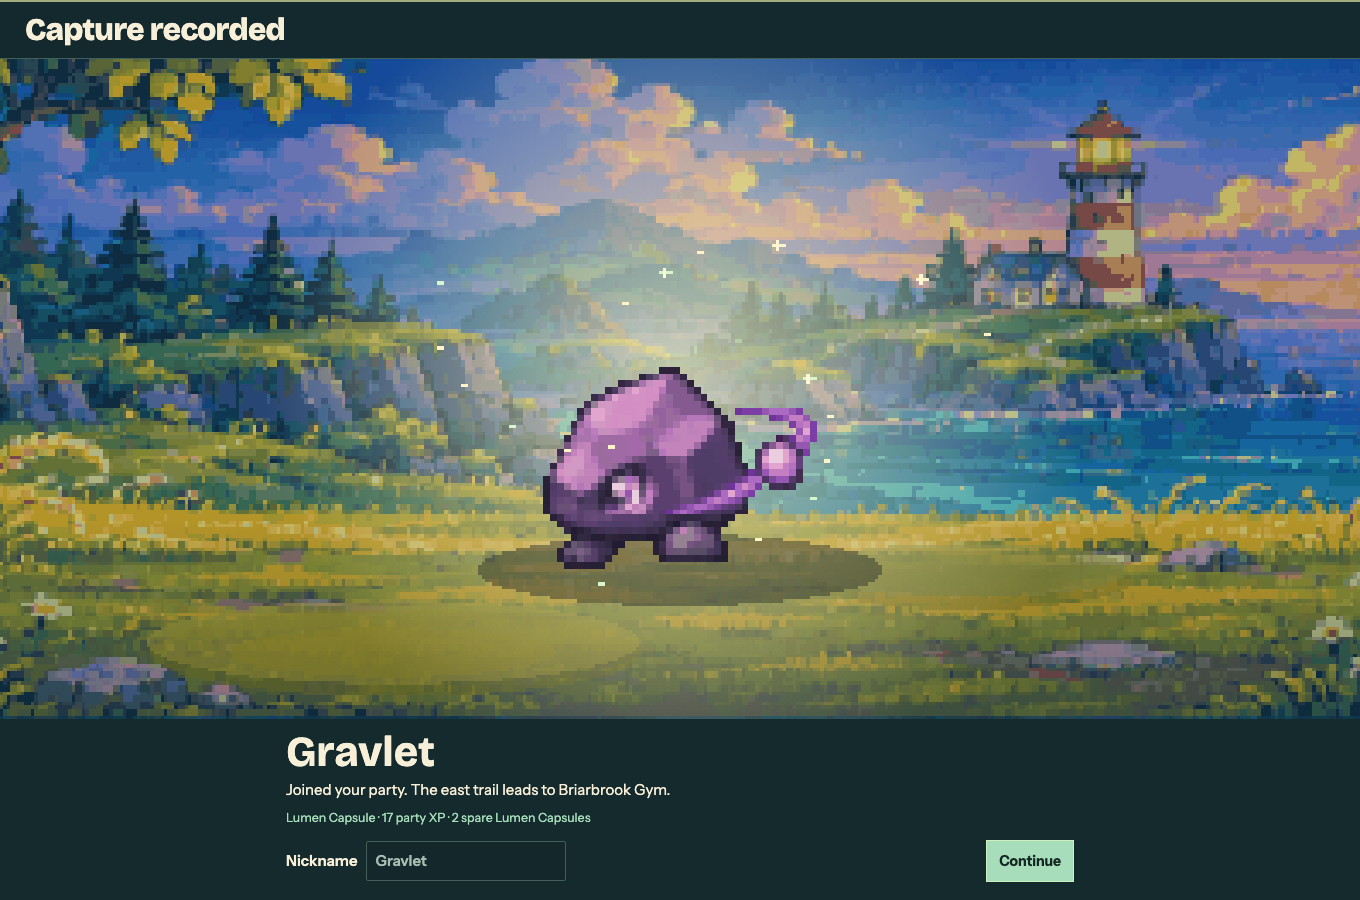 Capture recorded
Gravlet
Joined your party. The east trail leads to Briarbrook Gym.
Lumen Capsule · 17 party XP · 2 spare Lumen Capsules
Nickname Gravlet
Continue